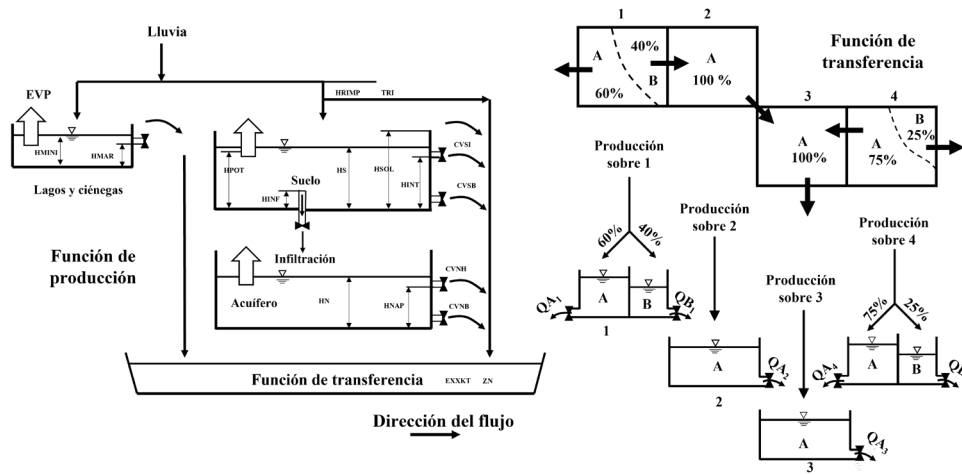 Lluvia
HRIMP TRI
EVP
HMINI
HMAR
Lagos y ciénegas
HPOT
Suelo
HINF
HS
HSOL
HINT
CVSI
CVSB
Infiltración
Acuífero
HN
HNAP
CVNH
CVNB
Función de
producción
Función de transferencia EXXKT ZN
Dirección del flujo
1 2
A
60%
40%
B
A
100 %
Función de
transferencia
3 4
A
100%
A
75%
B
25%
Producción
sobre 1
60% 40%
QA1
A
B
QB1
1
Producción
sobre 2
A
QA2
2
Producción
sobre 3
A
QA3
3
Producción
sobre 4
75% 25%
QA4
A
B